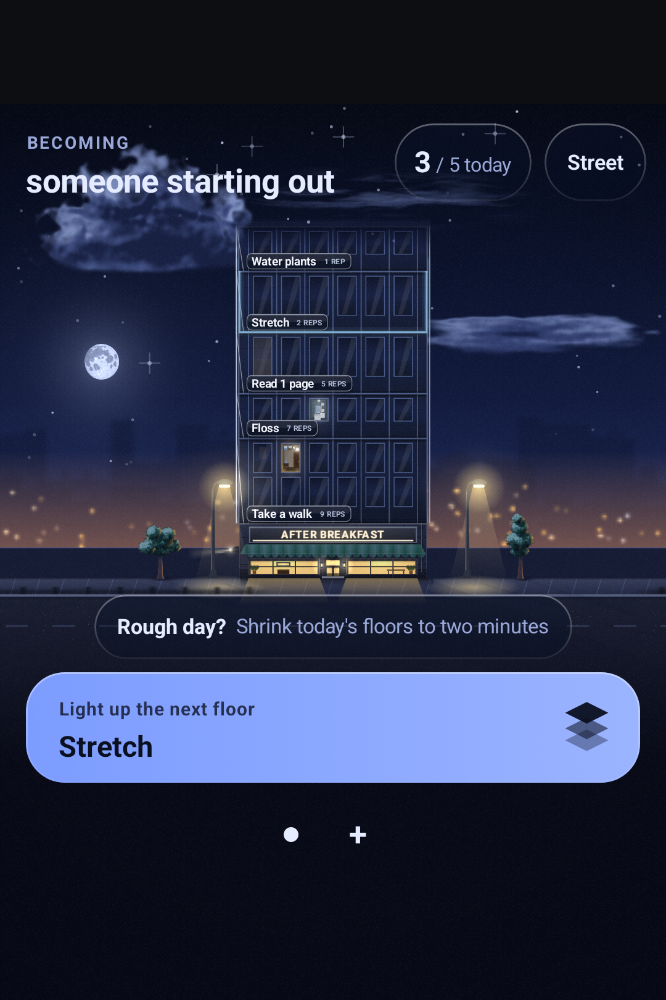 BECOMING
someone starting out
3 / 5 today
Street
Water plants 1 REP
Stretch 2 REPS
Read 1 page 5 REPS
Floss 7 REPS
Take a walk 9 REPS
AFTER BREAKFAST
Rough day? Shrink today's floors to two minutes
Light up the next floor
Stretch